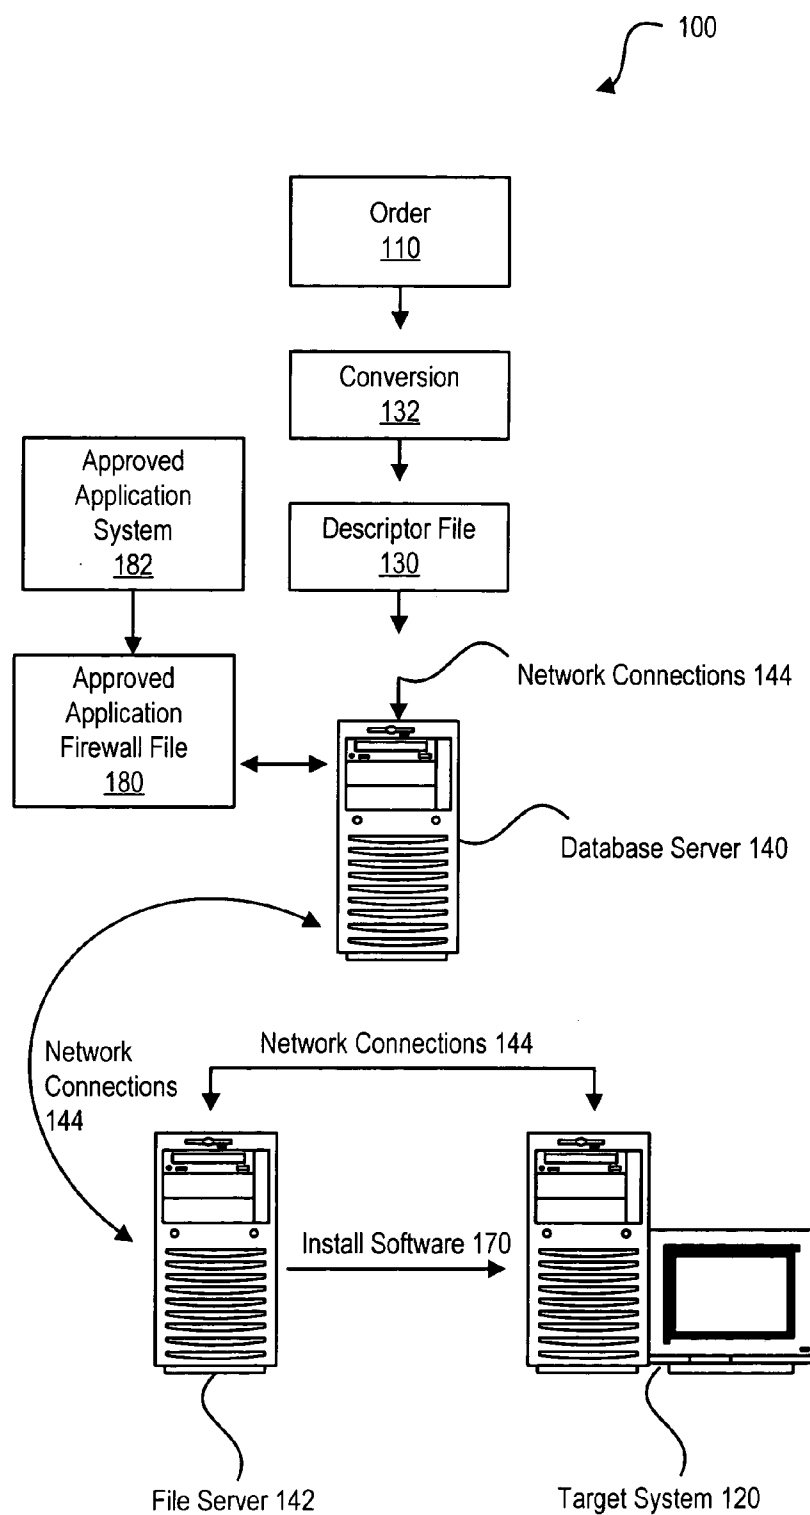 100
Order
110
Conversion
132
Approved
Application
System
182
Descriptor File
130
Approved
Application
Firewall File
180
Network Connections 144
Database Server 140
Network
Connections
144
Network Connections 144
Install Software 170
File Server 142
Target System 120